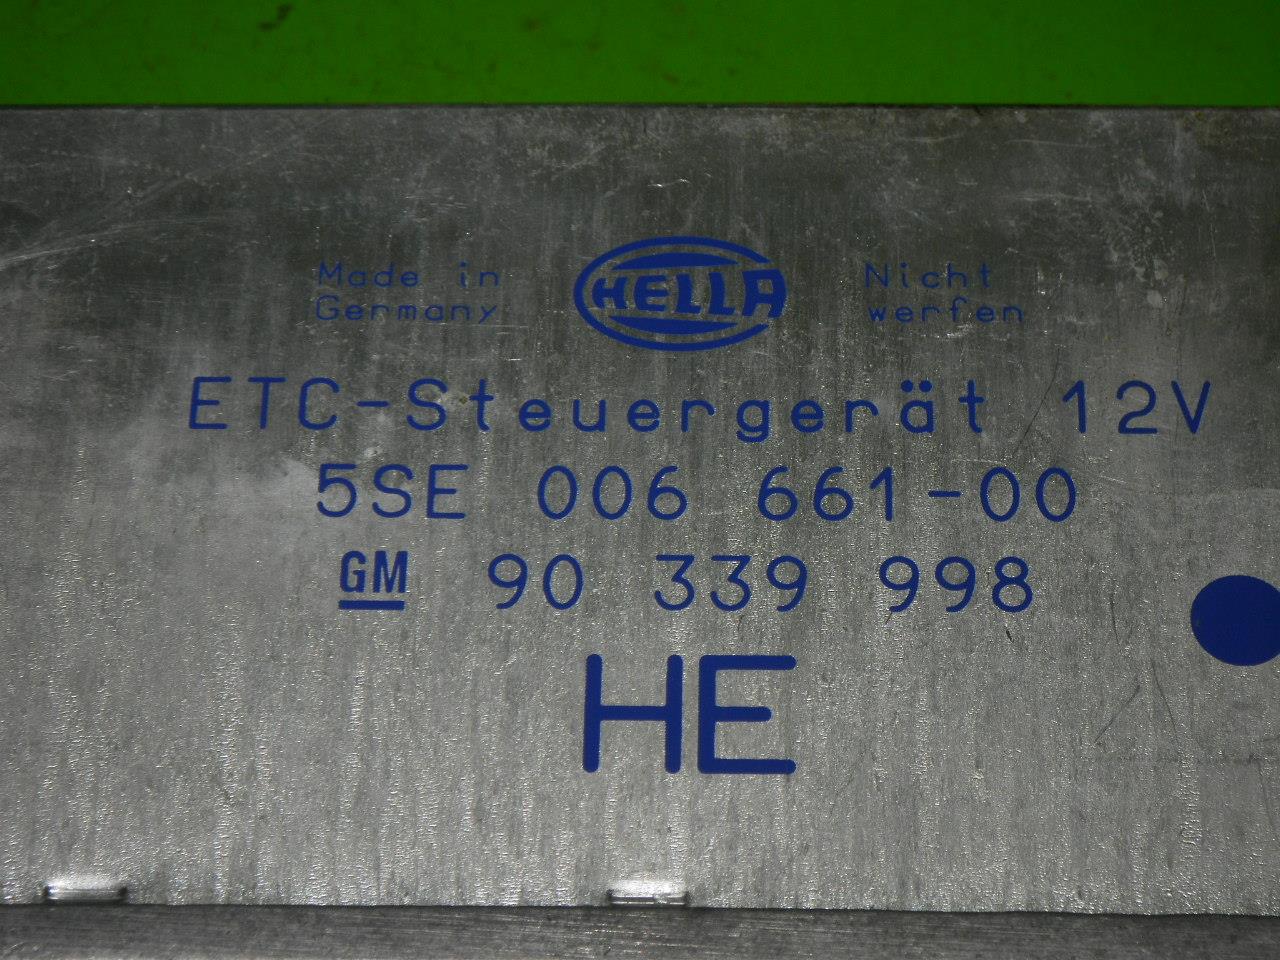 Made in
Germany
HELLA
Nicht
werfen
ETC-Steuergerät 12V
5SE 006 661-00
GM 90 339 998
HE